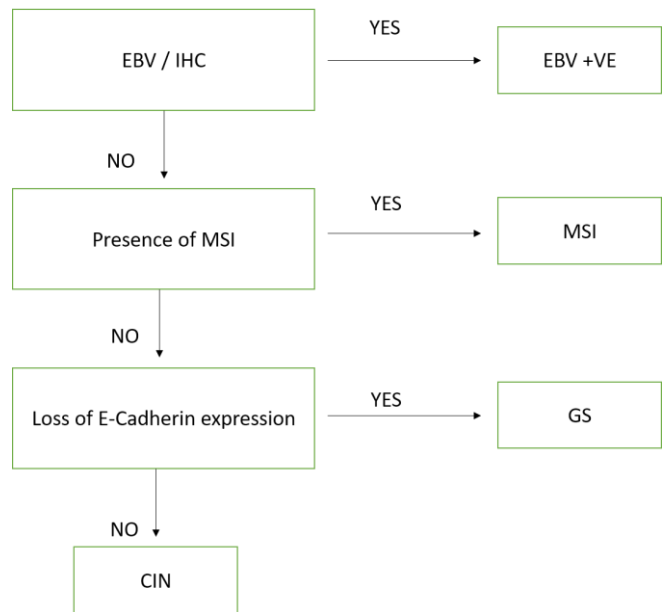 YES
EBV / IHC
EBV +VE
NO
YES
Presence of MSI
MSI
NO
YES
Loss of E-Cadherin expression
GS
NO
CIN